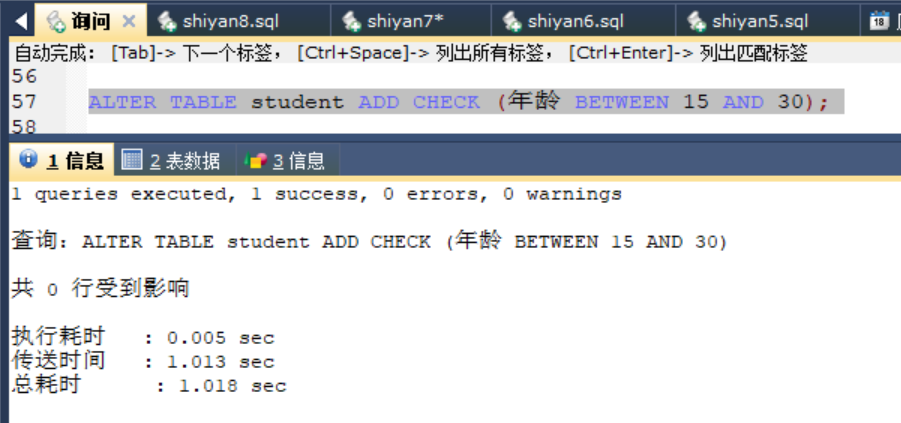 询问 shiyan8.sql shiyan7* shiyan6.sql shiyan5.sql 18
自动完成: [Tab]-> 下一个标签， [Ctrl+Space]-> 列出所有标签， [Ctrl+Enter]-> 列出匹配标签
56
57 ALTER TABLE student ADD CHECK (年龄 BETWEEN 15 AND 30);
58
1 信息 2 表数据 3 信息
1 queries executed, 1 success, 0 errors, 0 warnings
查询: ALTER TABLE student ADD CHECK (年龄 BETWEEN 15 AND 30)
共 0 行受到影响
执行耗时 : 0.005 sec
传送时间 : 1.013 sec
总耗时 : 1.018 sec